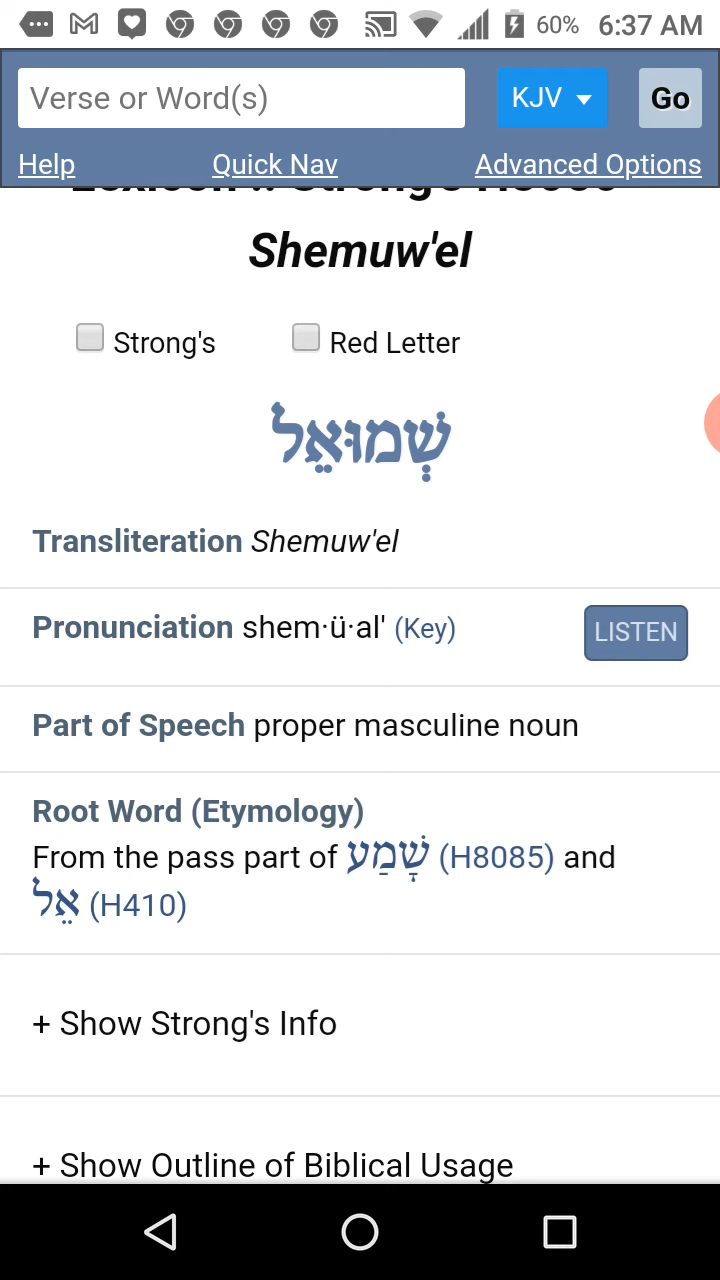 60% 6:37 AM
Verse or Word(s) KJV Go
Help Quick Nav Advanced Options
Shemuw'el
Strong's Red Letter
שְׁמוּאֵל
Transliteration Shemuw'el
Pronunciation shem·ü·al' (Key) LISTEN
Part of Speech proper masculine noun
Root Word (Etymology)
From the pass part of שָׁמַע (H8085) and
אֵל (H410)
+ Show Strong's Info
+ Show Outline of Biblical Usage